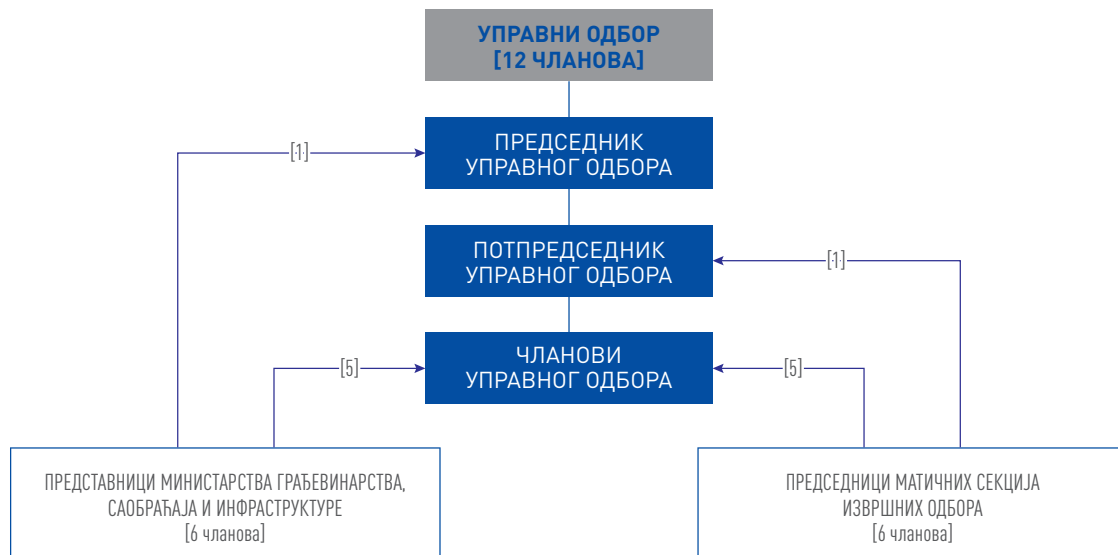 УПРАВНИ ОДБОР
[12 ЧЛАНОВА]
ПРЕДСЕДНИК
УПРАВНОГ ОДБОРА
[1]
ПОТПРЕДСЕДНИК
УПРАВНОГ ОДБОРА
[1]
ЧЛАНОВИ
УПРАВНОГ ОДБОРА
[5]
[5]
ПРЕДСТАВНИЦИ МИНИСТАРСТВА ГРАЂЕВИНАРСТВА,
САОБРАЋАЈА И ИНФРАСТРУКТУРЕ
[6 чланова]
ПРЕДСЕДНИЦИ МАТИЧНИХ СЕКЦИЈА
ИЗВРШНИХ ОДБОРА
[6 чланова]